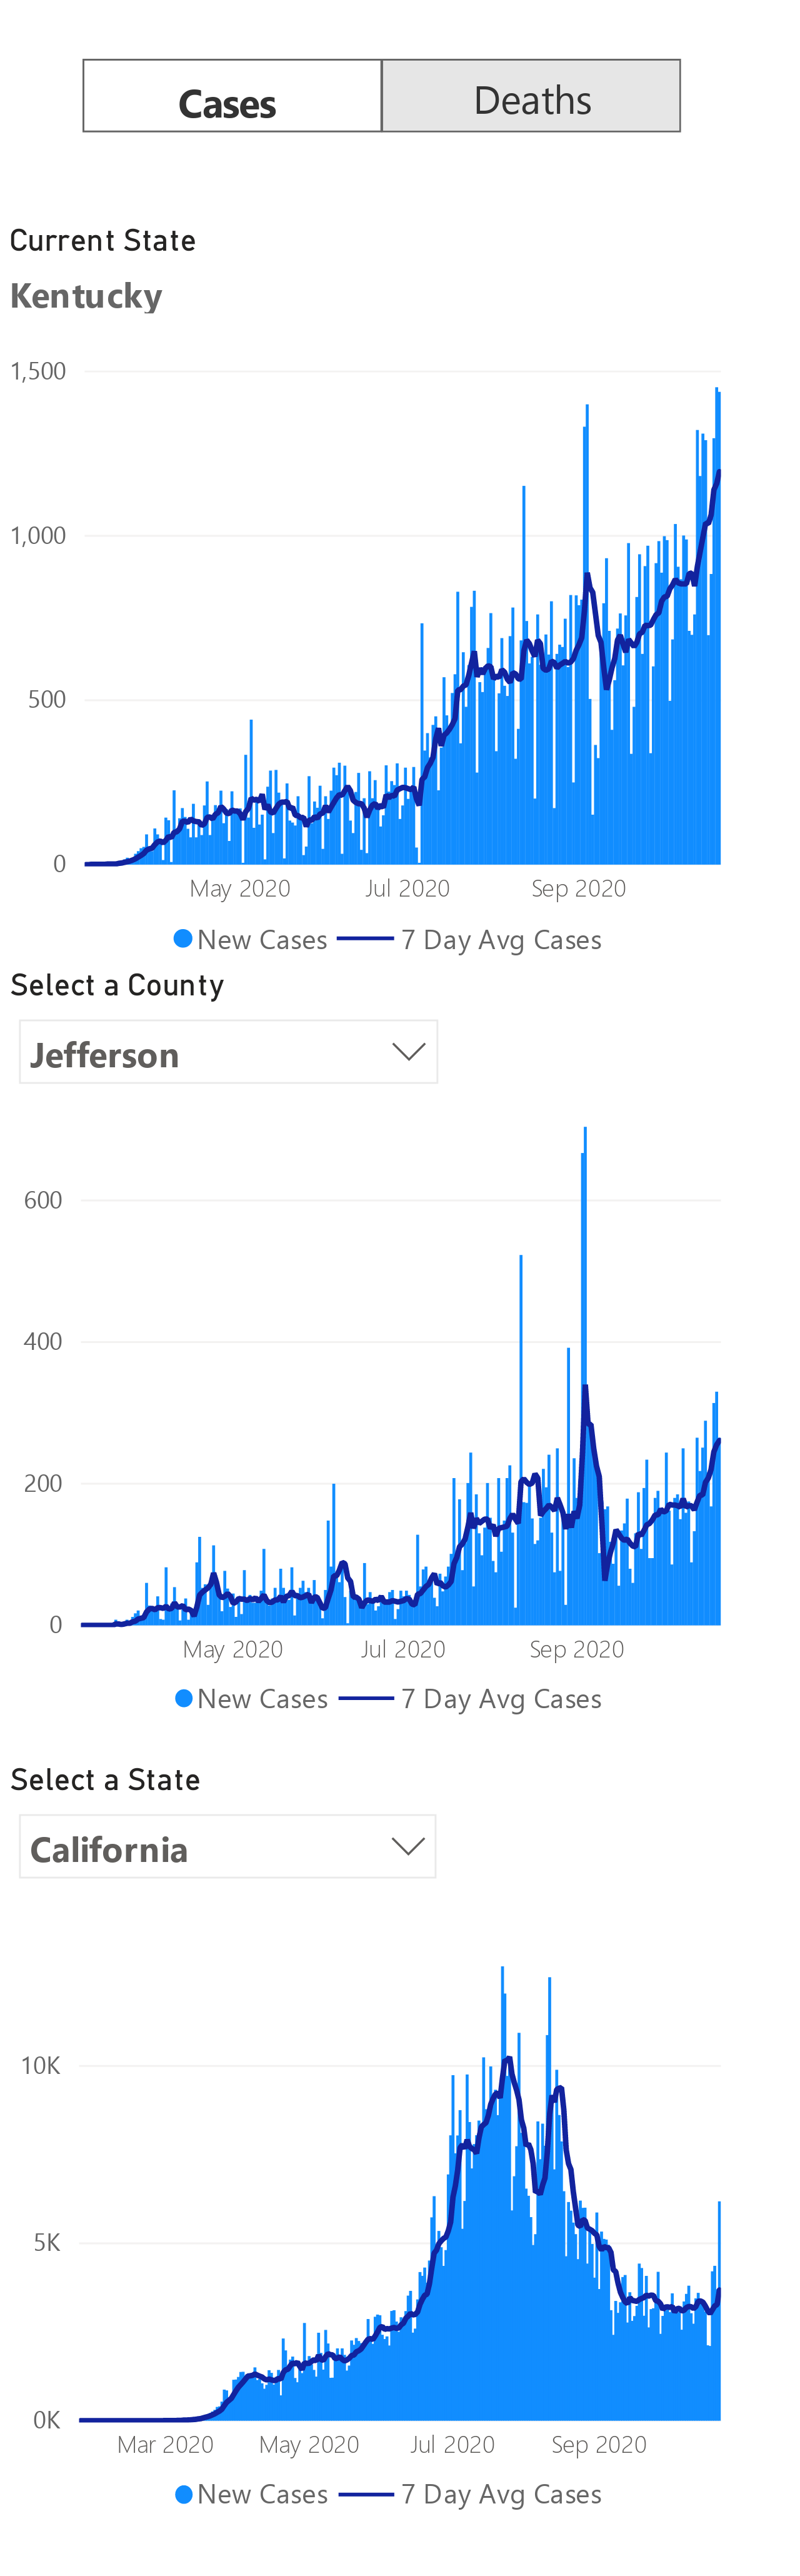 Cases Deaths
Current State
Kentucky
1,500
1,000
500
0
May 2020 Jul 2020 Sep 2020
New Cases 7 Day Avg Cases
Select a County
Jefferson
600
400
200
0
May 2020 Jul 2020 Sep 2020
New Cases 7 Day Avg Cases
Select a State
California
10K
5K
0K
Mar 2020 May 2020 Jul 2020 Sep 2020
New Cases 7 Day Avg Cases